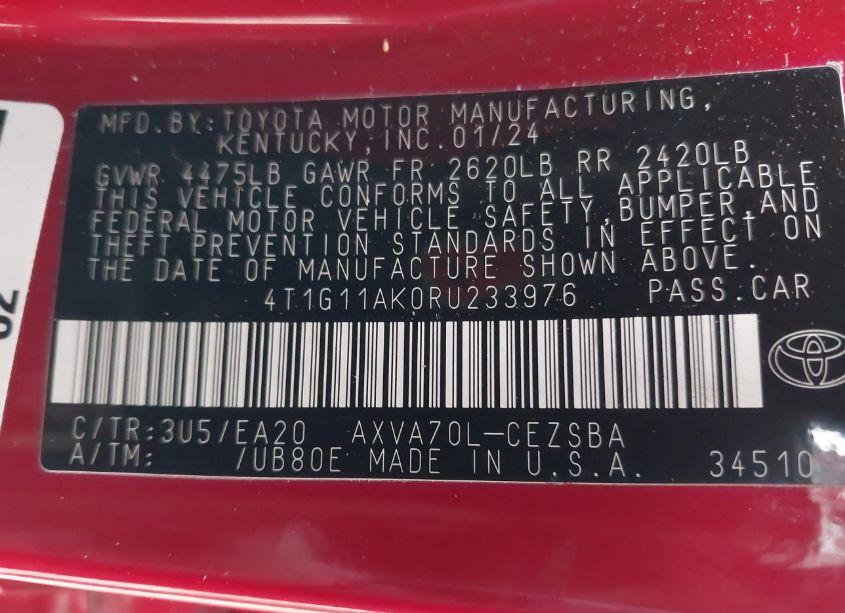 MFD.BY:TOYOTA MOTOR MANUFACTURING,
KENTUCKY,INC.01/24
GVWR 4475LB GAWR FR 2620LB RR 2420LB
THIS VEHICLE CONFORMS TO ALL APPLICABLE
FEDERAL MOTOR VEHICLE SAFETY,BUMPER,AND
THEFT PREVENTION STANDARDS IN EFFECT ON
THE DATE OF MANUFACTURE SHOWN ABOVE.
4T1G11AK0RU233976 PASS.CAR
C/TR:3U5/EA20 AXVA70L-CEZSBA
A/TM: /UB80E MADE IN U.S.A. 34510
02